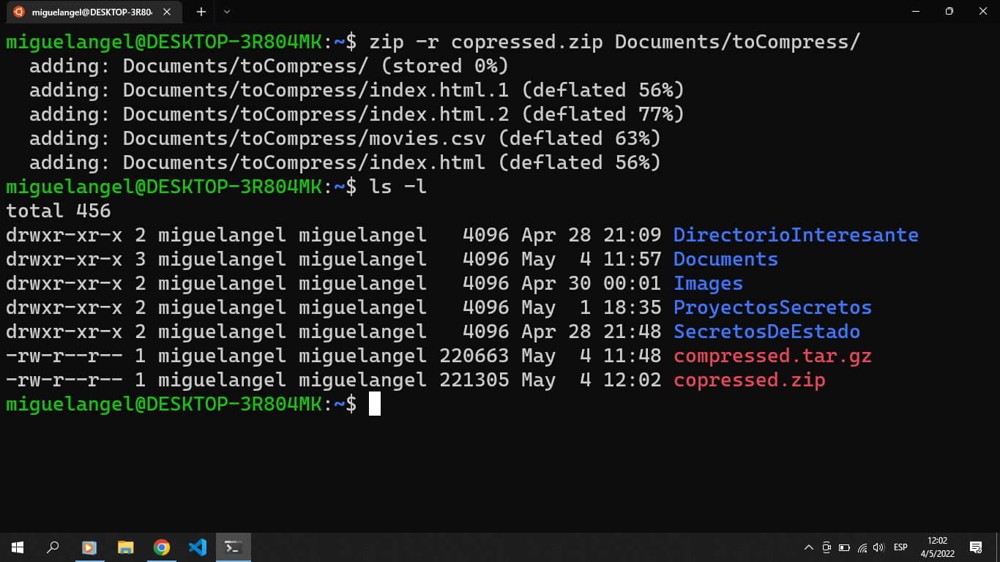 miguelangel@DESKTOP-3R80
miguelangel@DESKTOP-3R804MK:~$ zip -r copressed.zip Documents/toCompress/
  adding: Documents/toCompress/ (stored 0%)
  adding: Documents/toCompress/index.html.1 (deflated 56%)
  adding: Documents/toCompress/index.html.2 (deflated 77%)
  adding: Documents/toCompress/movies.csv (deflated 63%)
  adding: Documents/toCompress/index.html (deflated 56%)
miguelangel@DESKTOP-3R804MK:~$ ls -l
total 456
drwxr-xr-x 2 miguelangel miguelangel   4096 Apr 28 21:09 DirectorioInteresante
drwxr-xr-x 3 miguelangel miguelangel   4096 May  4 11:57 Documents
drwxr-xr-x 2 miguelangel miguelangel   4096 Apr 30 00:01 Images
drwxr-xr-x 2 miguelangel miguelangel   4096 May  1 18:35 ProyectosSecretos
drwxr-xr-x 2 miguelangel miguelangel   4096 Apr 28 21:48 SecretosDeEstado
-rw-r--r-- 1 miguelangel miguelangel 220663 May  4 11:48 compressed.tar.gz
-rw-r--r-- 1 miguelangel miguelangel 221305 May  4 12:02 copressed.zip
miguelangel@DESKTOP-3R804MK:~$
ESP
12:02
4/5/2022